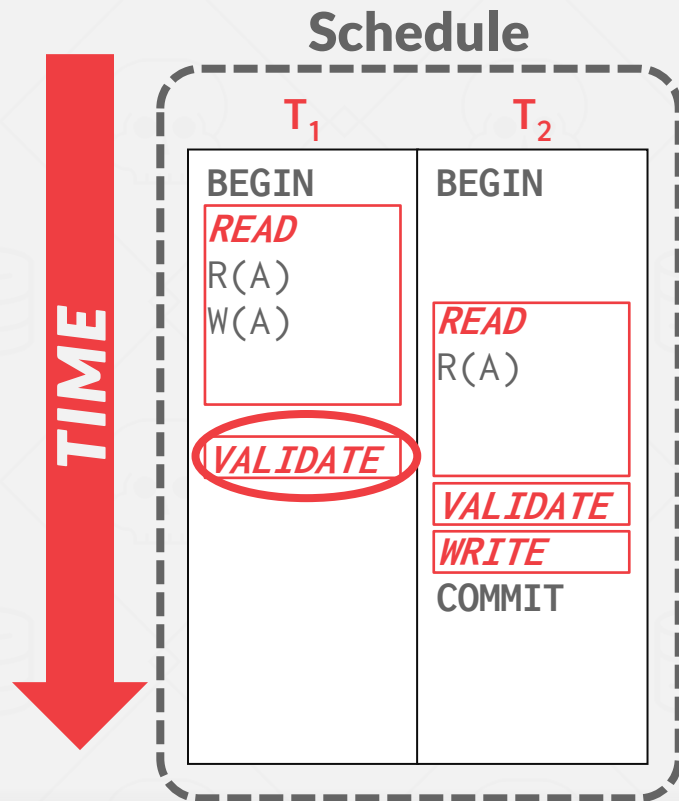 Schedule
TIME
T1 T2
BEGIN BEGIN
READ
R(A)
W(A) READ
R(A)
VALIDATE
VALIDATE
WRITE
COMMIT